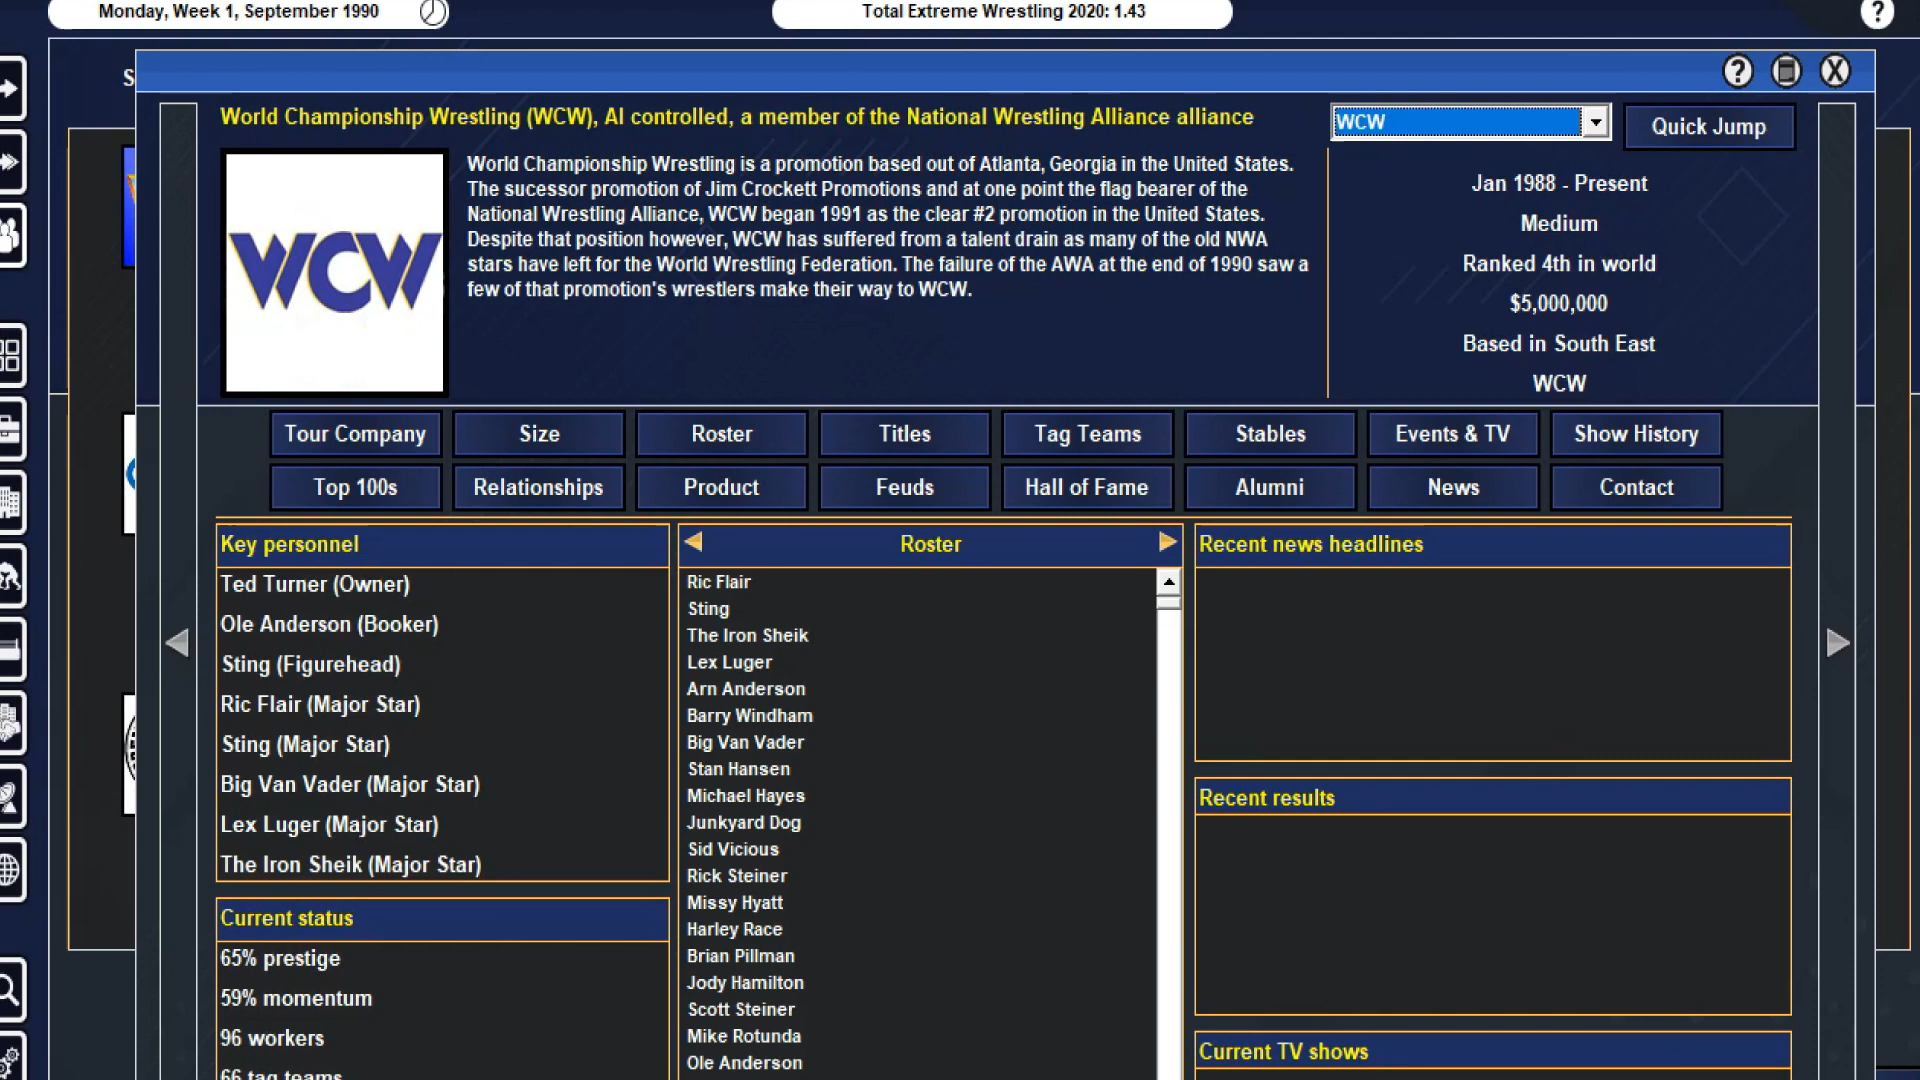 Monday, Week 1, September 1990
Total Extreme Wrestling 2020: 1.43
?
S
?
X
World Championship Wrestling (WCW), AI controlled, a member of the National Wrestling Alliance alliance
WCW
Quick Jump
WCW
World Championship Wrestling is a promotion based out of Atlanta, Georgia in the United States.
The sucessor promotion of Jim Crockett Promotions and at one point the flag bearer of the
National Wrestling Alliance, WCW began 1991 as the clear #2 promotion in the United States.
Despite that position however, WCW has suffered from a talent drain as many of the old NWA
stars have left for the World Wrestling Federation. The failure of the AWA at the end of 1990 saw a
few of that promotion's wrestlers make their way to WCW.
Jan 1988 - Present
Medium
Ranked 4th in world
$5,000,000
Based in South East
WCW
Tour Company
Size
Roster
Titles
Tag Teams
Stables
Events & TV
Show History
Top 100s
Relationships
Product
Feuds
Hall of Fame
Alumni
News
Contact
Key personnel
Ted Turner (Owner)
Ole Anderson (Booker)
Sting (Figurehead)
Ric Flair (Major Star)
Sting (Major Star)
Big Van Vader (Major Star)
Lex Luger (Major Star)
The Iron Sheik (Major Star)
Current status
65% prestige
59% momentum
96 workers
66 tag teams
Roster
Ric Flair
Sting
The Iron Sheik
Lex Luger
Arn Anderson
Barry Windham
Big Van Vader
Stan Hansen
Michael Hayes
Junkyard Dog
Sid Vicious
Rick Steiner
Missy Hyatt
Harley Race
Brian Pillman
Jody Hamilton
Scott Steiner
Mike Rotunda
Ole Anderson
Recent news headlines
Recent results
Current TV shows